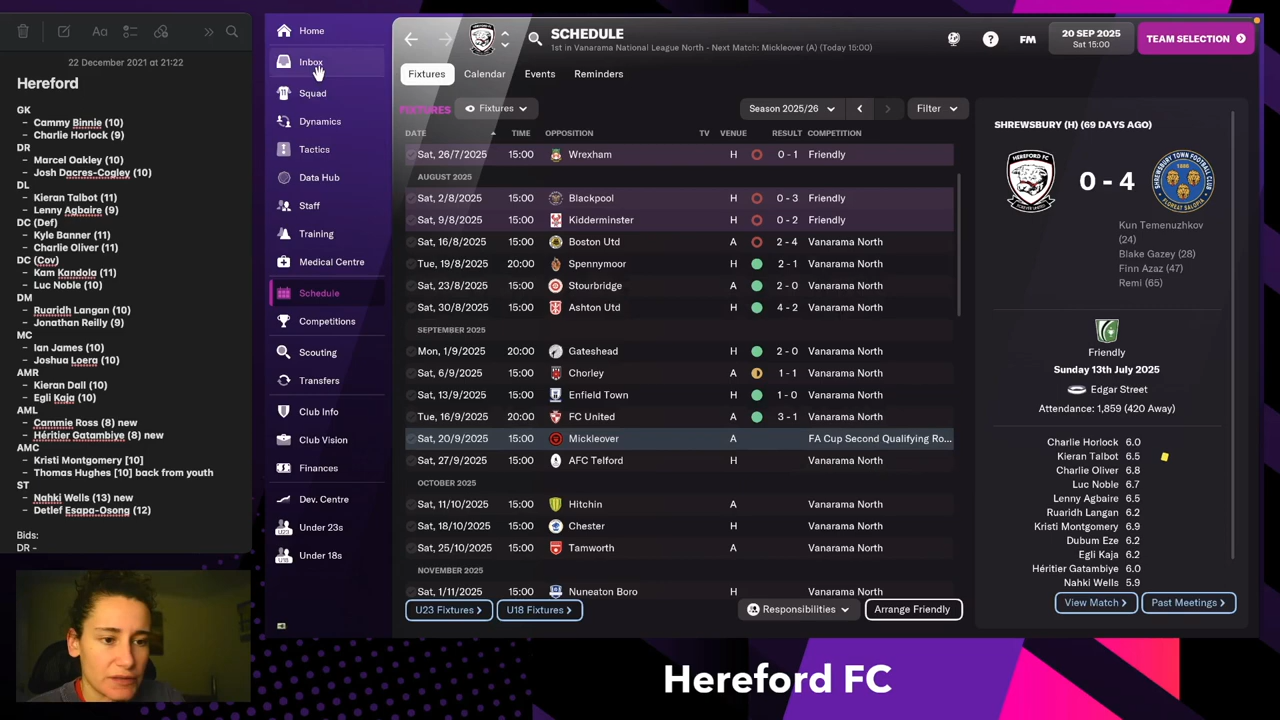 22 December 2021 at 21:22
Hereford
GK
- Cammy Binnie (10)
- Charlie Horlock (9)
DR
- Marcel Oakley (10)
- Josh Dacres-Cogley (10)
DL
- Kieran Talbot (11)
- Lenny Agbaire (9)
DC (Def)
- Kyle Banner (11)
- Charlie Oliver (11)
DC (Cov)
- Kam Kandola (11)
- Luc Noble (10)
DM
- Ruaridh Langan (10)
- Jonathan Reilly (9)
MC
- Ian James (10)
- Joshua Loera (10)
AMR
- Kieran Dall (10)
- Egli Kaja (10)
AML
- Cammie Ross (8) new
- Héritier Gatambiye (8) new
AMC
- Kristi Montgomery [10]
- Thomas Hughes [10] back from youth
ST
- Nahki Wells (13) new
- Detlef Esapa-Osong (12)
Bids:
DR -
Home
Inbox
Squad
Dynamics
Tactics
Data Hub
Staff
Training
Medical Centre
Schedule
Competitions
Scouting
Transfers
Club Info
Club Vision
Finances
Dev. Centre
Under 23s
Under 18s
SCHEDULE
1st in Vanarama National League North - Next Match: Mickleover (A) (Today 15:00)
FM
20 SEP 2025
Sat 15:00
TEAM SELECTION
Fixtures Calendar Events Reminders
FIXTURES Fixtures Season 2025/26 Filter
DATE TIME OPPOSITION TV VENUE RESULT COMPETITION
Sat, 26/7/2025 15:00 Wrexham H 0 - 1 Friendly
AUGUST 2025
Sat, 2/8/2025 15:00 Blackpool H 0 - 3 Friendly
Sat, 9/8/2025 15:00 Kidderminster H 0 - 2 Friendly
Sat, 16/8/2025 15:00 Boston Utd A 2 - 4 Vanarama North
Tue, 19/8/2025 20:00 Spennymoor H 2 - 1 Vanarama North
Sat, 23/8/2025 15:00 Stourbridge A 2 - 0 Vanarama North
Sat, 30/8/2025 15:00 Ashton Utd H 4 - 2 Vanarama North
SEPTEMBER 2025
Mon, 1/9/2025 20:00 Gateshead H 2 - 0 Vanarama North
Sat, 6/9/2025 15:00 Chorley A 1 - 1 Vanarama North
Sat, 13/9/2025 15:00 Enfield Town H 1 - 0 Vanarama North
Tue, 16/9/2025 20:00 FC United A 3 - 1 Vanarama North
Sat, 20/9/2025 15:00 Mickleover A FA Cup Second Qualifying Ro...
Sat, 27/9/2025 15:00 AFC Telford H Vanarama North
OCTOBER 2025
Sat, 11/10/2025 15:00 Hitchin A Vanarama North
Sat, 18/10/2025 15:00 Chester H Vanarama North
Sat, 25/10/2025 15:00 Tamworth A Vanarama North
NOVEMBER 2025
Sat, 1/11/2025 15:00 Nuneaton Boro H Vanarama North
U23 Fixtures U18 Fixtures Responsibilities Arrange Friendly
SHREWSBURY (H) (69 DAYS AGO)
0 - 4
Kun Temenuzhkov
(24)
Blake Gazey (28)
Finn Azaz (47)
Remi (65)
Friendly
Sunday 13th July 2025
Edgar Street
Attendance: 1,859 (420 Away)
Charlie Horlock 6.0
Kieran Talbot 6.5
Charlie Oliver 6.8
Luc Noble 6.7
Lenny Agbaire 6.5
Ruaridh Langan 6.2
Kristi Montgomery 6.9
Dubum Eze 6.2
Egli Kaja 6.2
Héritier Gatambiye 6.0
Nahki Wells 5.9
View Match Past Meetings
Hereford FC